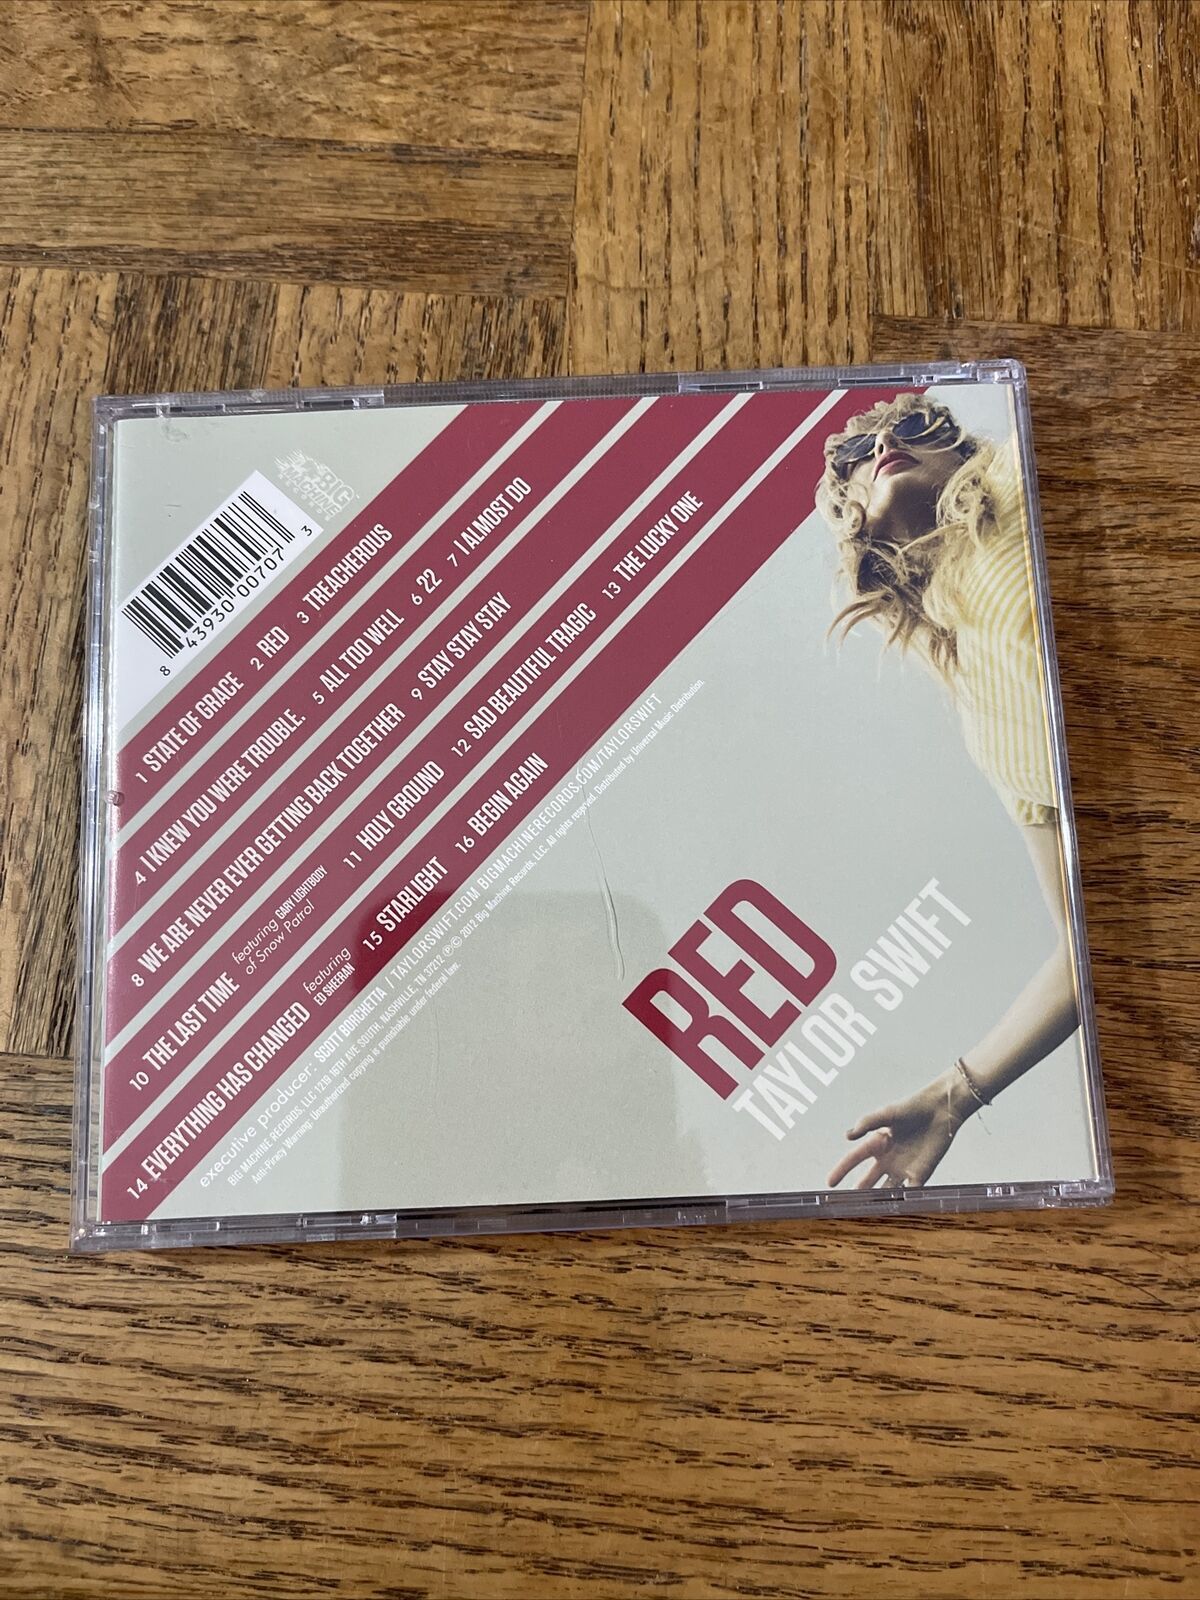 BIG
MACHINE
RECORDS
8 43930 00707 3
1 STATE OF GRACE 2 RED 3 TREACHEROUS
4 I KNEW YOU WERE TROUBLE. 5 ALL TOO WELL 6 22 7 I ALMOST DO
8 WE ARE NEVER EVER GETTING BACK TOGETHER 9 STAY STAY STAY
10 THE LAST TIME featuring GARY LIGHTBODY
of Snow Patrol
11 HOLY GROUND 12 SAD BEAUTIFUL TRAGIC 13 THE LUCKY ONE
14 EVERYTHING HAS CHANGED featuring
ED SHEERAN
15 STARLIGHT 16 BEGIN AGAIN
executive producer: SCOTT BORCHETTA / TAYLORSWIFT.COM BIGMACHINERECORDS.COM/TAYLORSWIFT
BIG MACHINE RECORDS, LLC 1219 16TH AVE SOUTH, NASHVILLE, TN 37212 ℗© 2012 Big Machine Records, LLC. All rights reserved. Distributed by Universal Music Distribution.
Anti-Piracy Warning: Unauthorized copying is punishable under federal law.
RED
TAYLOR SWIFT